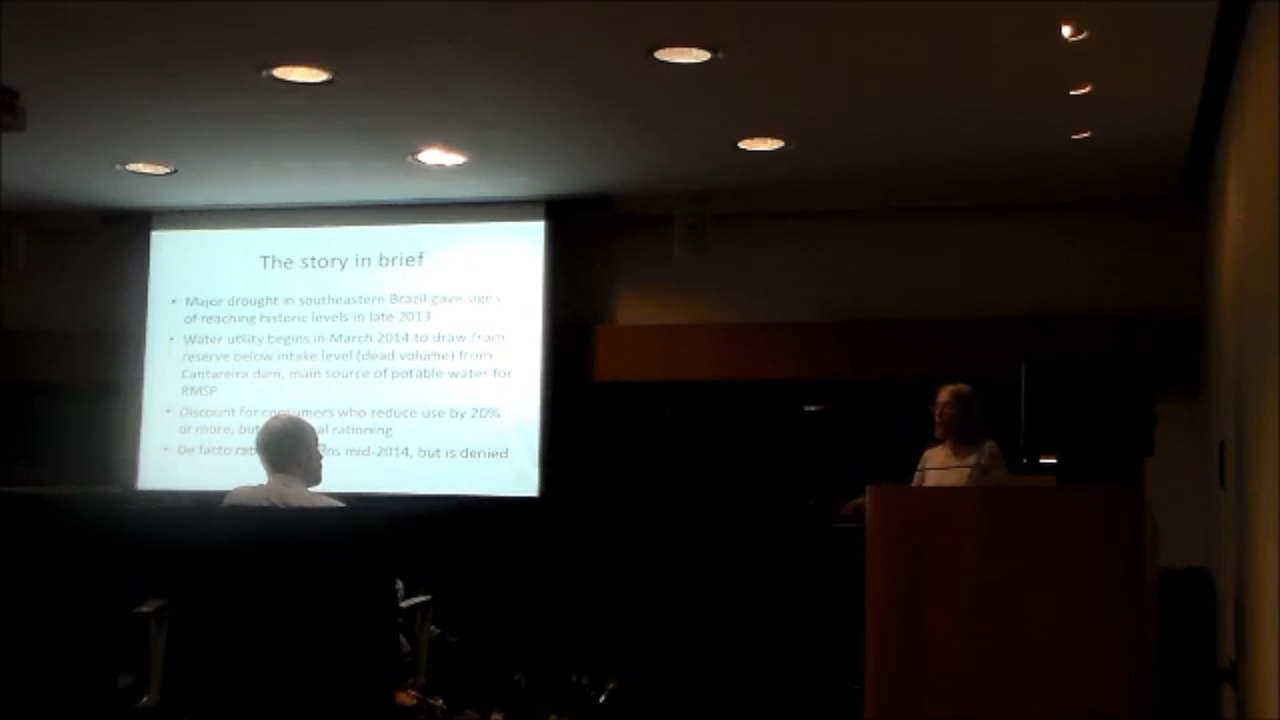 The story in brief
• Major drought in southeastern Brazil gave signs
of reaching historic levels in late 2013
• Water utility begins in March 2014 to draw from
reserve below intake level (dead volume) from
Cantareira dam, main source of potable water for
RMSP
• Discount for consumers who reduce use by 20%
or more, but al rationing
• De facto mid-2014, but is denied